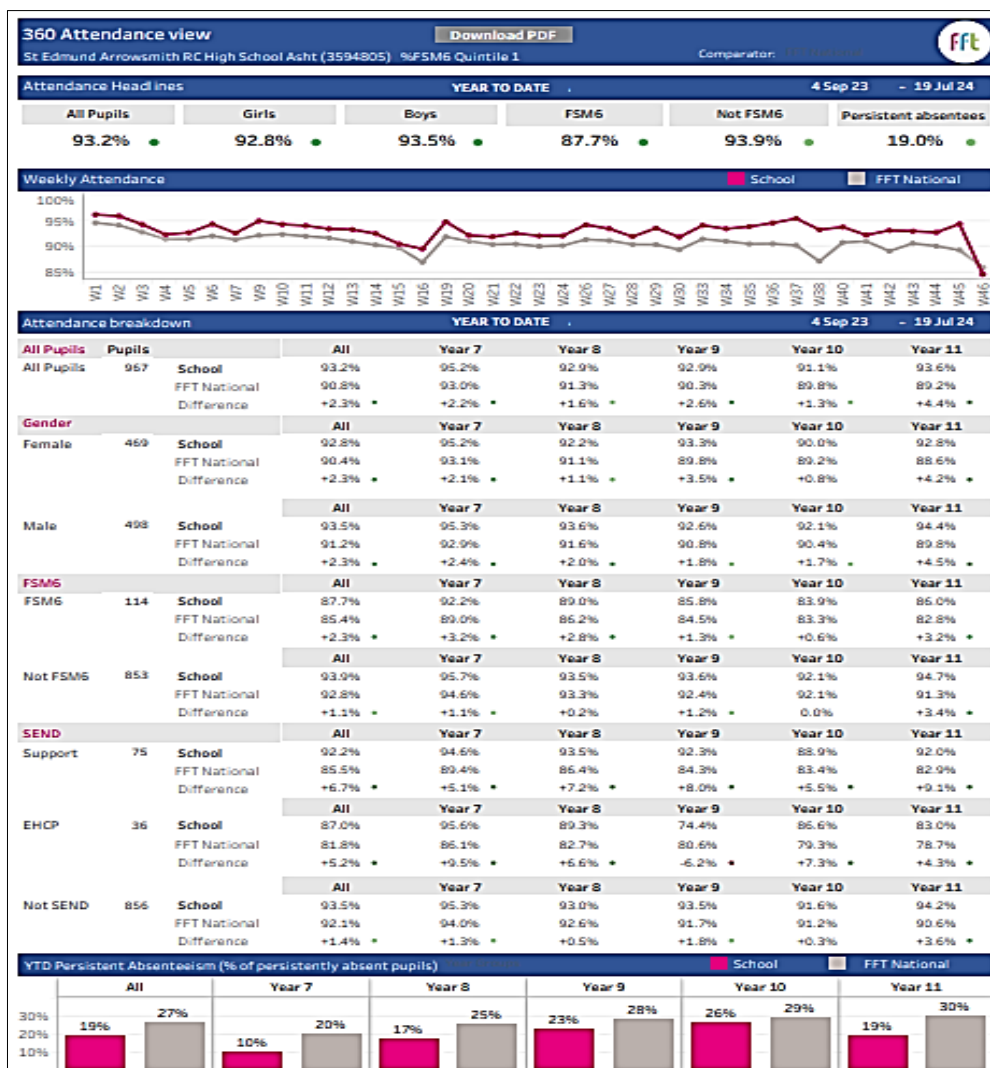 360 Attendance view Download PDF
St Edmund Arrowsmith RC High School Asht (3594805) %FSM6 Quintile 1 Comparator:
fft
Attendance Headlines YEAR TO DATE 4 Sep 23 - 19 Jul 24
All Pupils Girls Boys FSM6 Not FSM6 Persistent absentees
93.2% 92.8% 93.5% 87.7% 93.9% 19.0%
Weekly Attendance School FFT National
100%
95%
90%
85%
W1 W2 W3 W4 W5 W6 W7 W9 W10 W11 W12 W13 W14 W15 W16 W19 W20 W21 W22 W23 W24 W26 W27 W28 W29 W30 W33 W34 W35 W36 W37 W38 W40 W41 W42 W43 W44 W45 W46
Attendance breakdown YEAR TO DATE 4 Sep 23 - 19 Jul 24
All Pupils Pupils All Year 7 Year 8 Year 9 Year 10 Year 11
All Pupils 967 School 93.2% 95.2% 92.9% 92.9% 91.1% 93.6%
FFT National 90.8% 93.0% 91.3% 90.3% 89.8% 89.2%
Difference +2.3% +2.2% +1.6% +2.6% +1.3% +4.4%
Gender All Year 7 Year 8 Year 9 Year 10 Year 11
Female 469 School 92.8% 95.2% 92.2% 93.3% 90.0% 92.8%
FFT National 90.4% 93.1% 91.1% 89.8% 89.2% 88.6%
Difference +2.3% +2.1% +1.1% +3.5% +0.8% +4.2%
All Year 7 Year 8 Year 9 Year 10 Year 11
Male 498 School 93.5% 95.3% 93.6% 92.6% 92.1% 94.4%
FFT National 91.2% 92.9% 91.6% 90.8% 90.4% 89.8%
Difference +2.3% +2.4% +2.0% +1.8% +1.7% +4.5%
FSM6 All Year 7 Year 8 Year 9 Year 10 Year 11
FSM6 114 School 87.7% 92.2% 89.0% 85.8% 83.9% 86.0%
FFT National 85.4% 89.0% 86.2% 84.5% 83.3% 82.8%
Difference +2.3% +3.2% +2.8% +1.3% +0.6% +3.2%
All Year 7 Year 8 Year 9 Year 10 Year 11
Not FSM6 853 School 93.9% 95.7% 93.5% 93.6% 92.1% 94.7%
FFT National 92.8% 94.6% 93.3% 92.4% 92.1% 91.3%
Difference +1.1% +1.1% +0.2% +1.2% 0.0% +3.4%
SEND All Year 7 Year 8 Year 9 Year 10 Year 11
Support 75 School 92.2% 94.6% 93.5% 92.3% 88.9% 92.0%
FFT National 85.5% 89.4% 86.4% 84.3% 83.4% 82.9%
Difference +6.7% +5.1% +7.2% +8.0% +5.5% +9.1%
All Year 7 Year 8 Year 9 Year 10 Year 11
EHCP 36 School 87.0% 95.6% 89.3% 74.4% 86.6% 83.0%
FFT National 81.8% 86.1% 82.7% 80.6% 79.3% 78.7%
Difference +5.2% +9.5% +6.6% -6.2% +7.3% +4.3%
All Year 7 Year 8 Year 9 Year 10 Year 11
Not SEND 856 School 93.5% 95.3% 93.0% 93.5% 91.6% 94.2%
FFT National 92.1% 94.0% 92.6% 91.7% 91.2% 90.6%
Difference +1.4% +1.3% +0.5% +1.8% +0.3% +3.6%
YTD Persistent Absenteeism (% of persistently absent pupils) School FFT National
All Year 7 Year 8 Year 9 Year 10 Year 11
30%
20%
10%
19% 27% 10% 20% 17% 25% 23% 28% 26% 29% 19% 30%